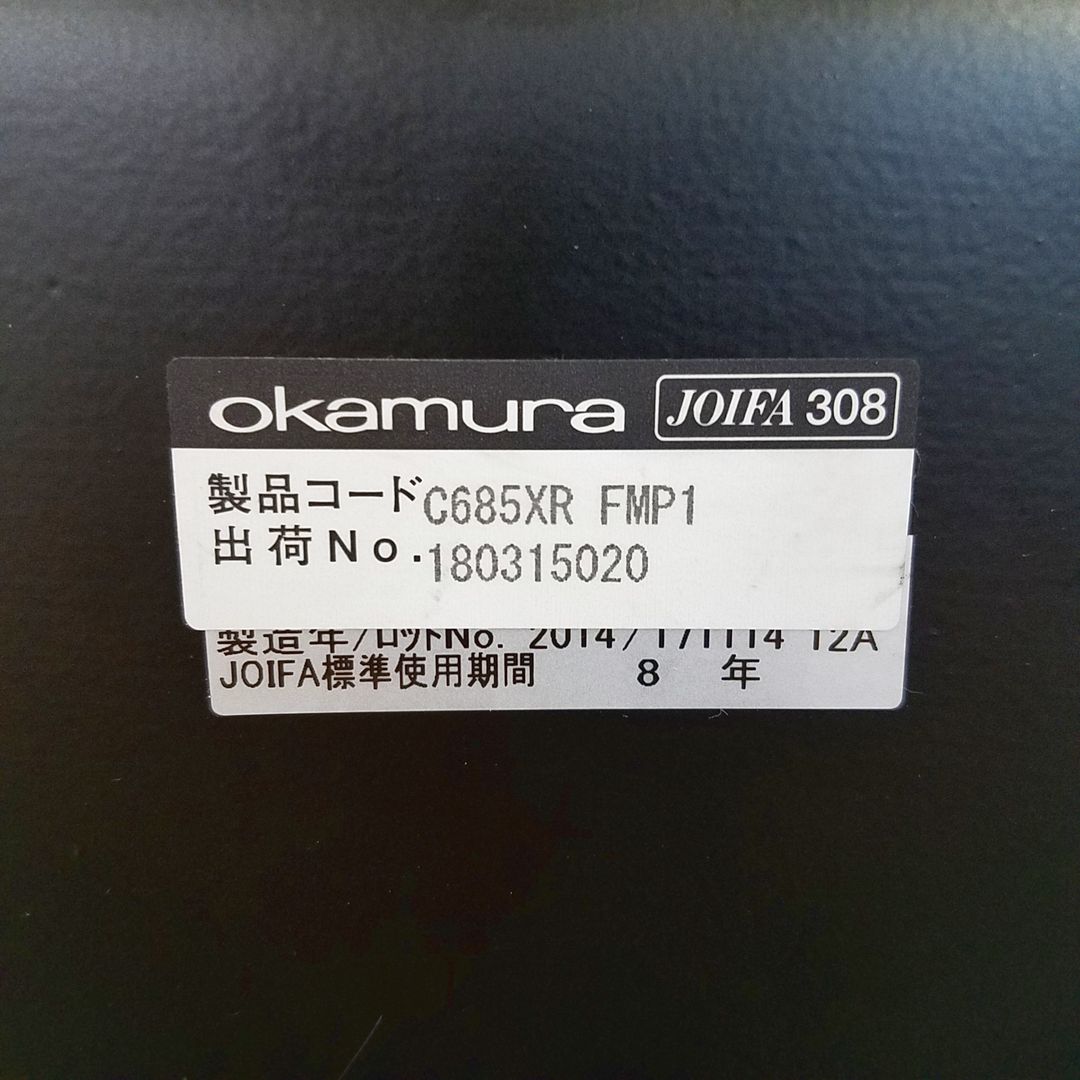 okamura JOIFA 308
製品コード C685XR FMP1
出荷No. 180315020
製造年/ロットNo. 2014/171114 12A
JOIFA標準使用期間 8 年